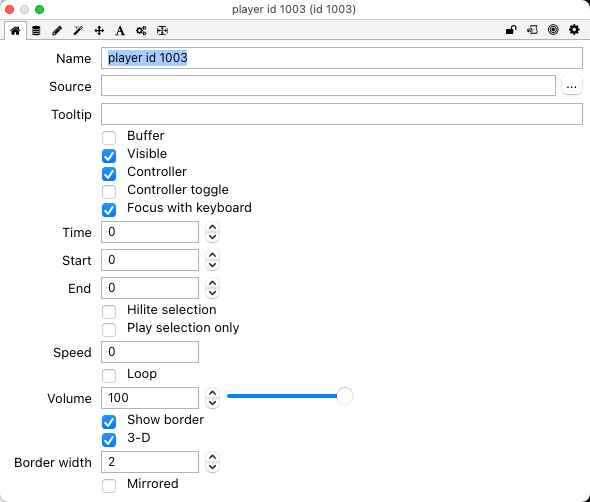 player id 1003 (id 1003)
Name player id 1003
Source ...
Tooltip
Buffer
Visible
Controller
Controller toggle
Focus with keyboard
Time 0
Start 0
End 0
Hilite selection
Play selection only
Speed 0
Loop
Volume 100
Show border
3-D
Border width 2
Mirrored